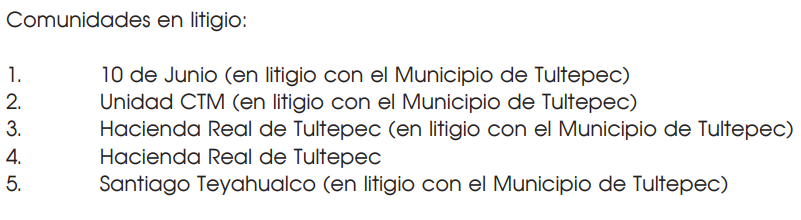 Comunidades en litigio:
1. 10 de Junio (en litigio con el Municipio de Tultepec)
2. Unidad CTM (en litigio con el Municipio de Tultepec)
3. Hacienda Real de Tultepec (en litigio con el Municipio de Tultepec)
4. Hacienda Real de Tultepec
5. Santiago Teyahualco (en litigio con el Municipio de Tultepec)